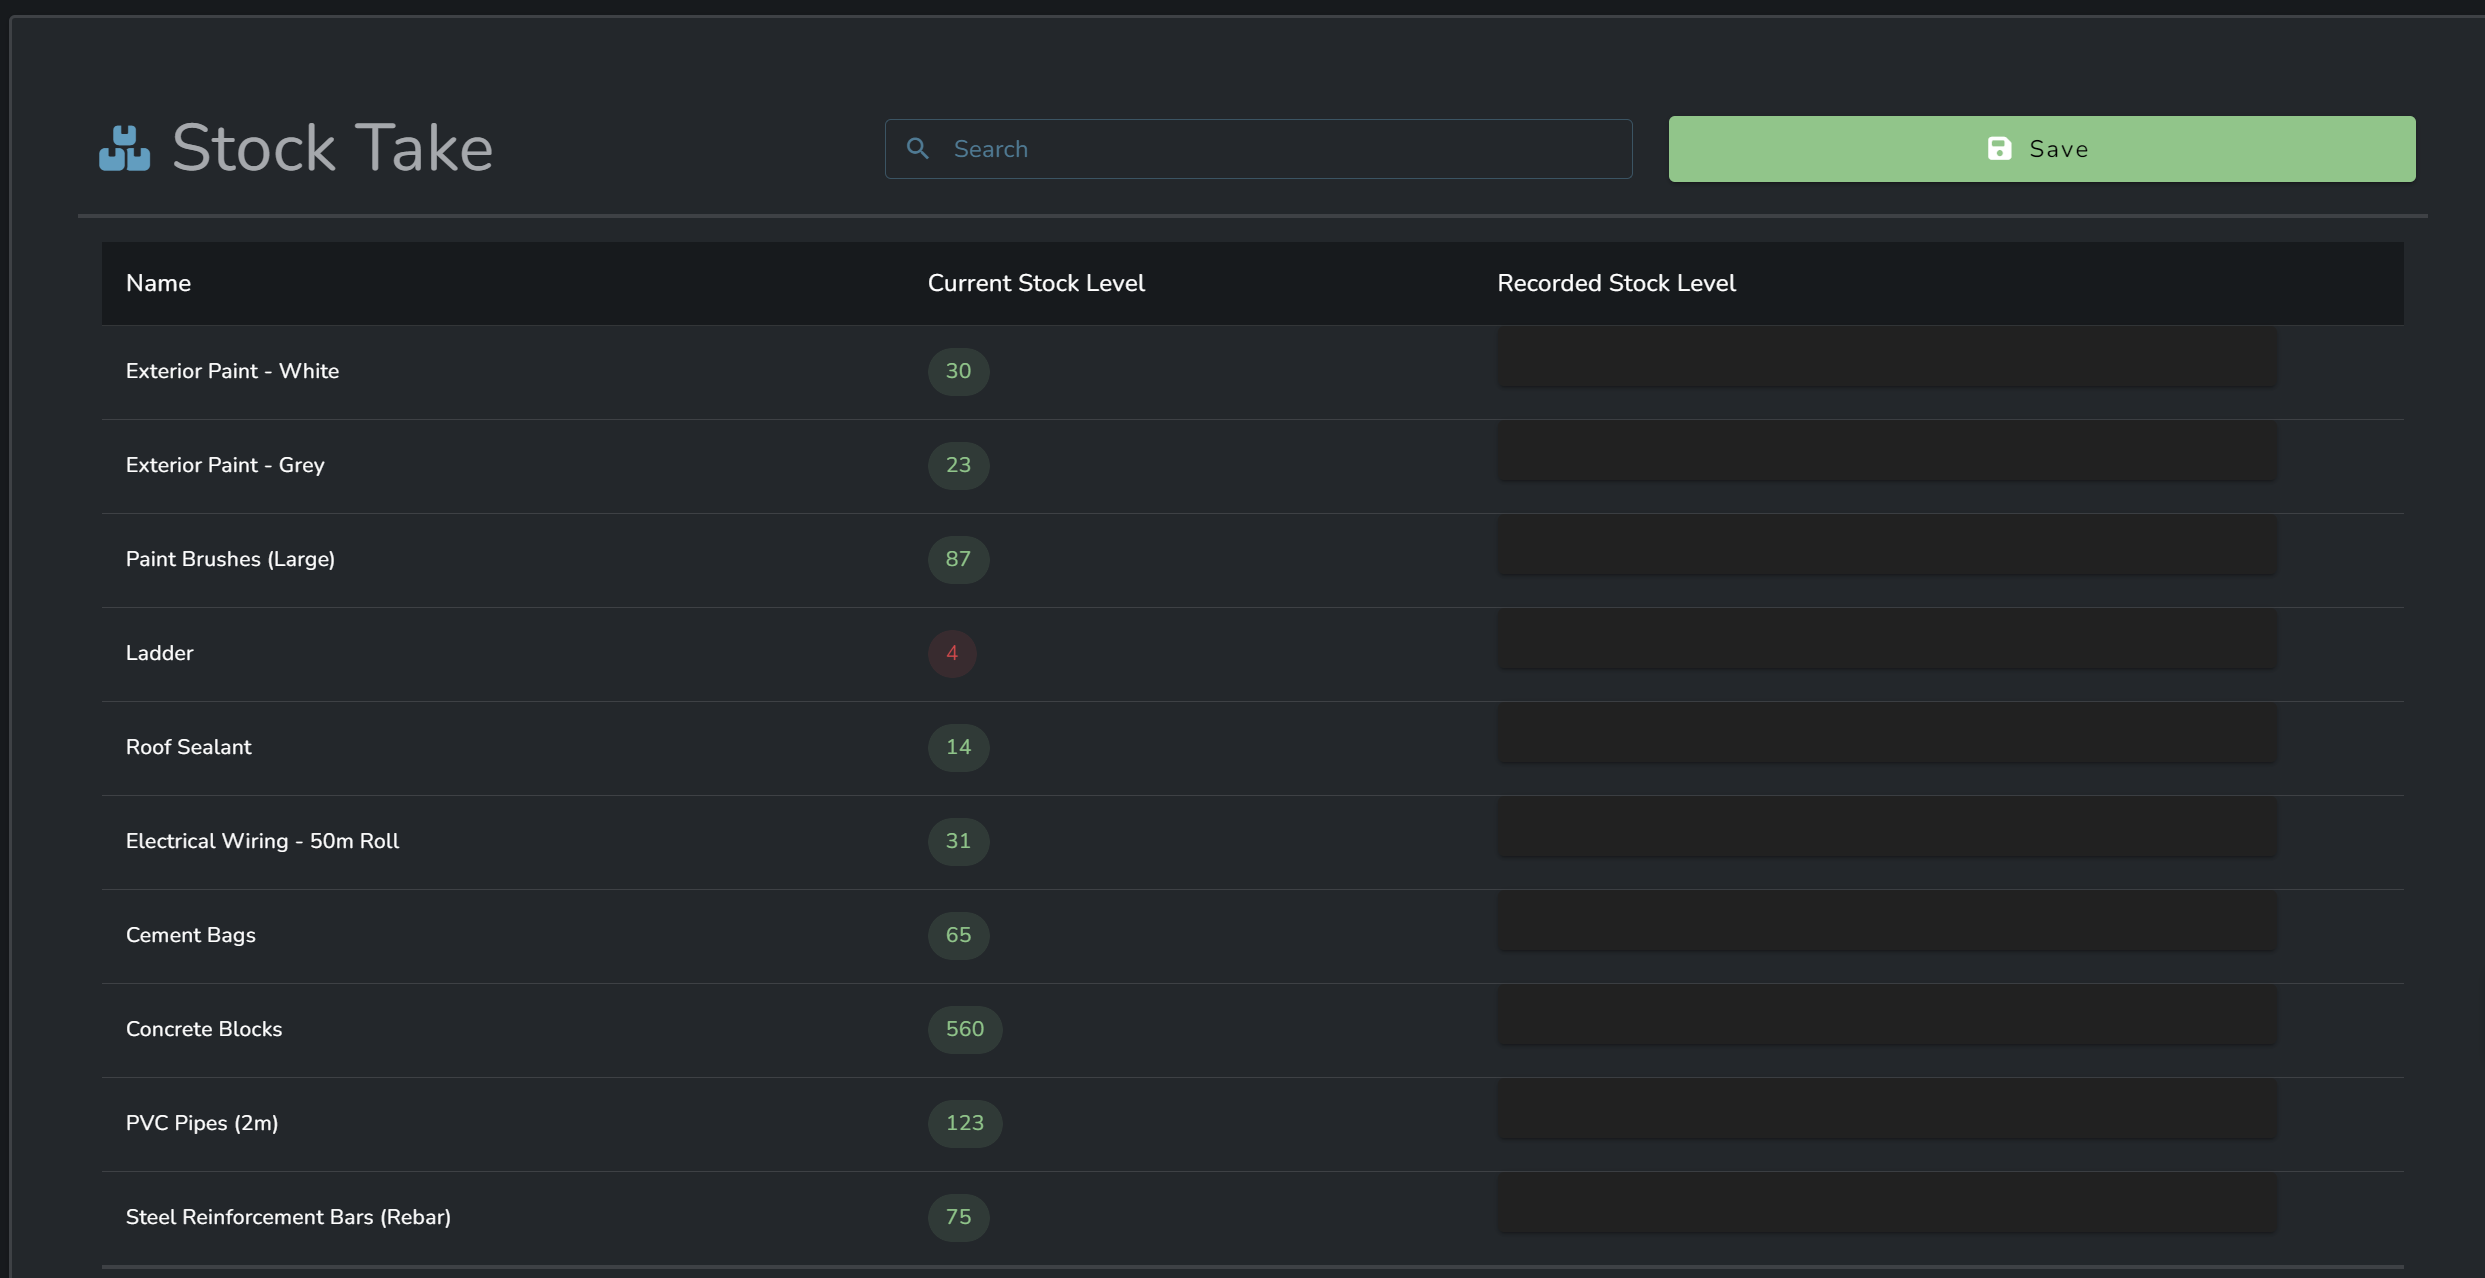 Stock Take
Search
Save
Name Current Stock Level Recorded Stock Level
Exterior Paint - White 30
Exterior Paint - Grey 23
Paint Brushes (Large) 87
Ladder 4
Roof Sealant 14
Electrical Wiring - 50m Roll 31
Cement Bags 65
Concrete Blocks 560
PVC Pipes (2m) 123
Steel Reinforcement Bars (Rebar) 75